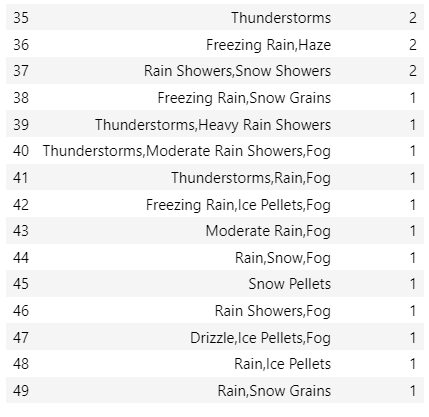 35 Thunderstorms 2
36 Freezing Rain,Haze 2
37 Rain Showers,Snow Showers 2
38 Freezing Rain,Snow Grains 1
39 Thunderstorms,Heavy Rain Showers 1
40 Thunderstorms,Moderate Rain Showers,Fog 1
41 Thunderstorms,Rain,Fog 1
42 Freezing Rain,Ice Pellets,Fog 1
43 Moderate Rain,Fog 1
44 Rain,Snow,Fog 1
45 Snow Pellets 1
46 Rain Showers,Fog 1
47 Drizzle,Ice Pellets,Fog 1
48 Rain,Ice Pellets 1
49 Rain,Snow Grains 1